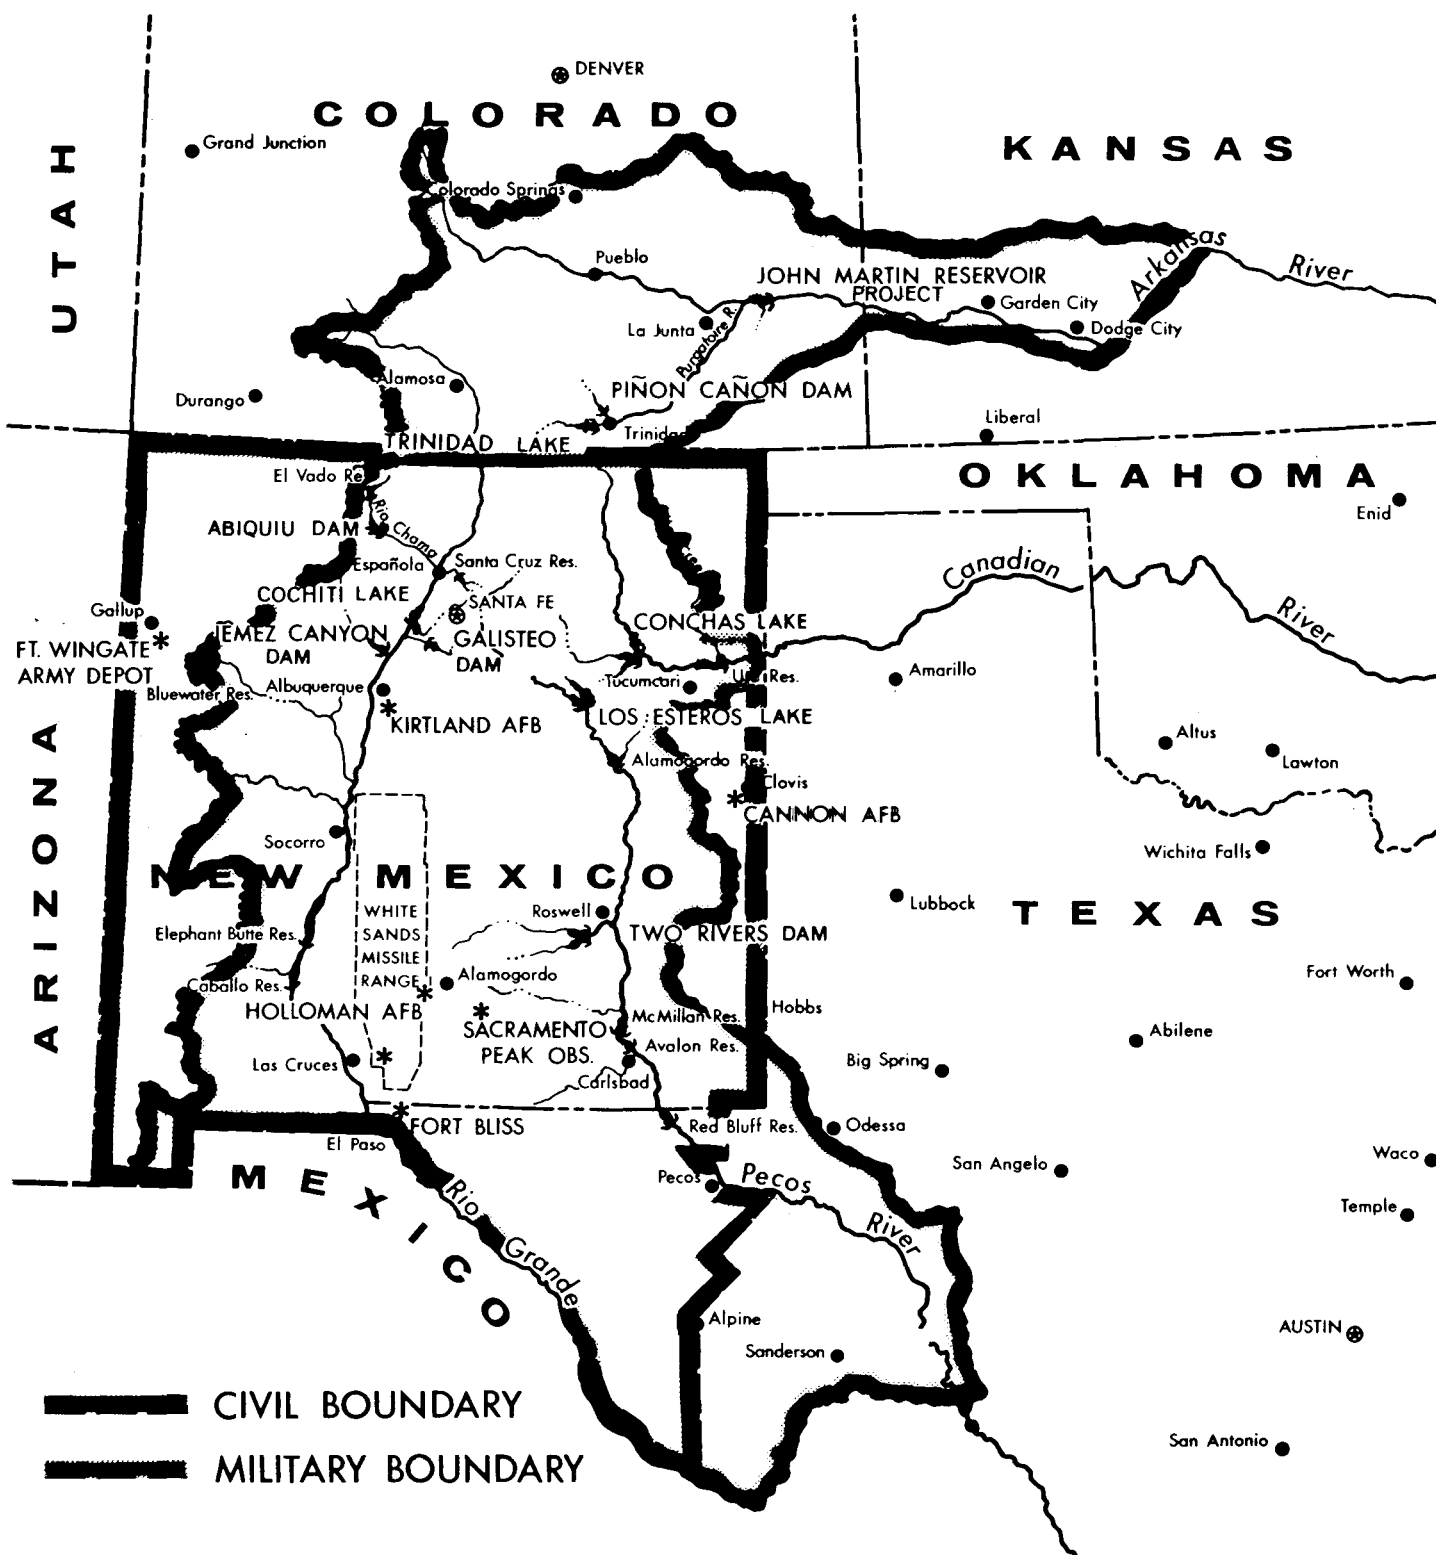 DENVER
COLORADO
KANSAS
UTAH
Grand Junction
Colorado Springs
Arkansas
River
Pueblo
JOHN MARTIN RESERVOIR
PROJECT
Garden City
La Junta
Purgatoire R.
Dodge City
Alamosa
PIÑON CAÑON DAM
Durango
Liberal
Trinidad
TRINIDAD LAKE
El Vado Re
OKLAHOMA
Enid
Rio Chama
ABIQUIU DAM
Española
Santa Cruz Res.
Canadian
River
COCHITI LAKE
SANTA FE
Gallup
CONCHAS LAKE
JEMEZ CANYON
DAM
GALISTEO
DAM
FT. WINGATE
ARMY DEPOT
Bluewater Res.
Albuquerque
Tucumcari
Res.
Amarillo
KIRTLAND AFB
LOS ESTEROS LAKE
Altus
Lawton
Alamogordo Res.
Clovis
CANNON AFB
ARIZONA
Socorro
Wichita Falls
NEW MEXICO
WHITE
SANDS
MISSILE
RANGE
Roswell
Lubbock
TEXAS
Elephant Butte Res.
TWO RIVERS DAM
Caballo Res.
Alamogordo
Fort Worth
HOLLOMAN AFB
Hobbs
McMillan Res.
SACRAMENTO
PEAK OBS.
Abilene
Las Cruces
Avalon Res.
Big Spring
Carlsbad
FORT BLISS
Red Bluff Res.
Odessa
El Paso
Waco
San Angelo
MEXICO
Pecos
Pecos
River
Temple
Rio Grande
Alpine
AUSTIN
Sanderson
CIVIL BOUNDARY
San Antonio
MILITARY BOUNDARY